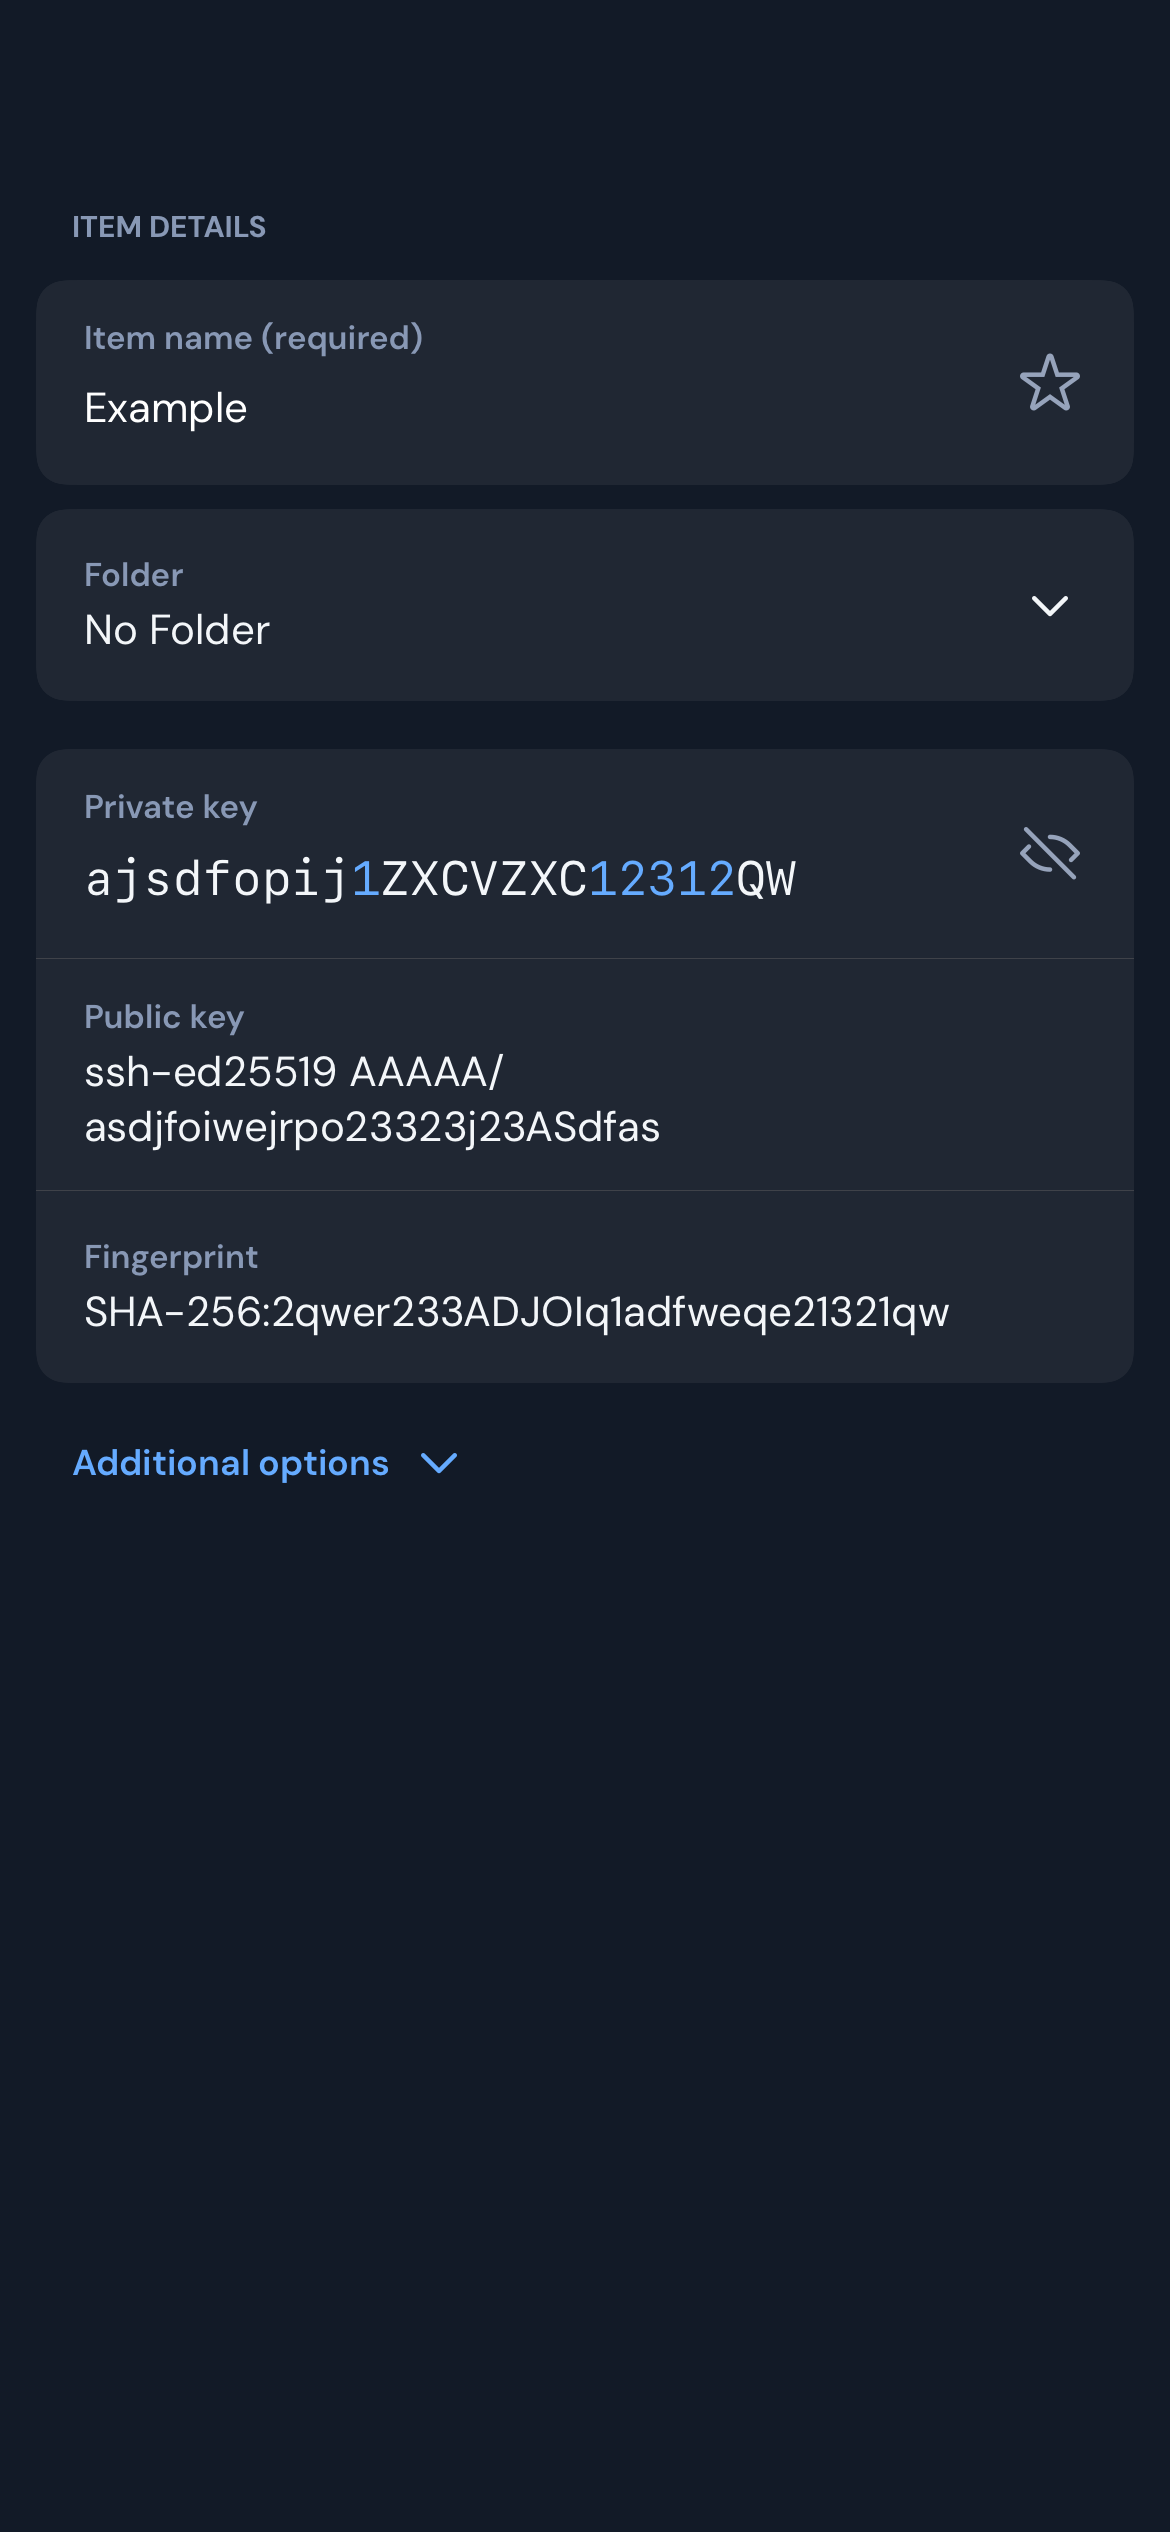 ITEM DETAILS
Item name (required)
Example
Folder
No Folder
Private key
ajsdfopij1ZXCVZXC12312QW
Public key
ssh-ed25519 AAAAA/
asdjfoiwejrpo23323j23ASdfas
Fingerprint
SHA-256:2qwer233ADJOIq1adfweqe21321qw
Additional options